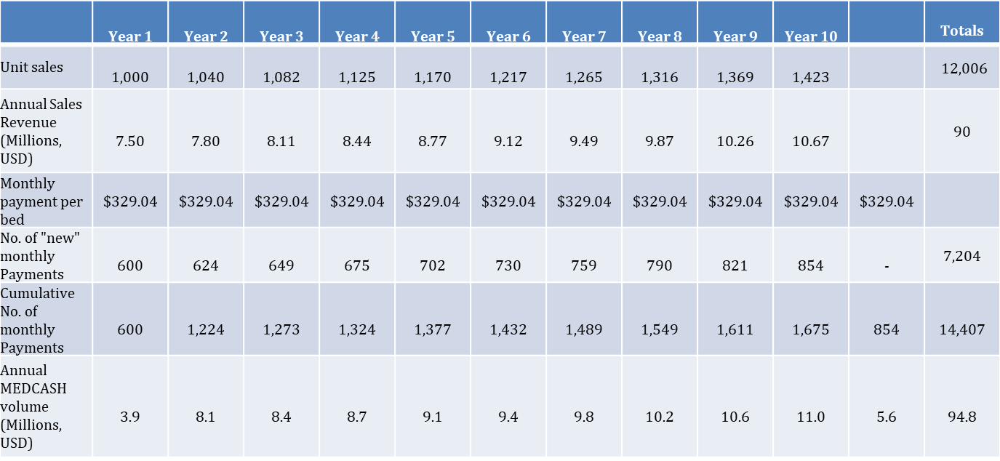 Year 1 Year 2 Year 3 Year 4 Year 5 Year 6 Year 7 Year 8 Year 9 Year 10 Totals
Unit sales 1,000 1,040 1,082 1,125 1,170 1,217 1,265 1,316 1,369 1,423 12,006
Annual Sales
Revenue
(Millions,
USD) 7.50 7.80 8.11 8.44 8.77 9.12 9.49 9.87 10.26 10.67 90
Monthly
payment per
bed $329.04 $329.04 $329.04 $329.04 $329.04 $329.04 $329.04 $329.04 $329.04 $329.04 $329.04
No. of "new"
monthly
Payments 600 624 649 675 702 730 759 790 821 854 - 7,204
Cumulative
No. of
monthly
Payments 600 1,224 1,273 1,324 1,377 1,432 1,489 1,549 1,611 1,675 854 14,407
Annual
MEDCASH
volume
(Millions,
USD) 3.9 8.1 8.4 8.7 9.1 9.4 9.8 10.2 10.6 11.0 5.6 94.8